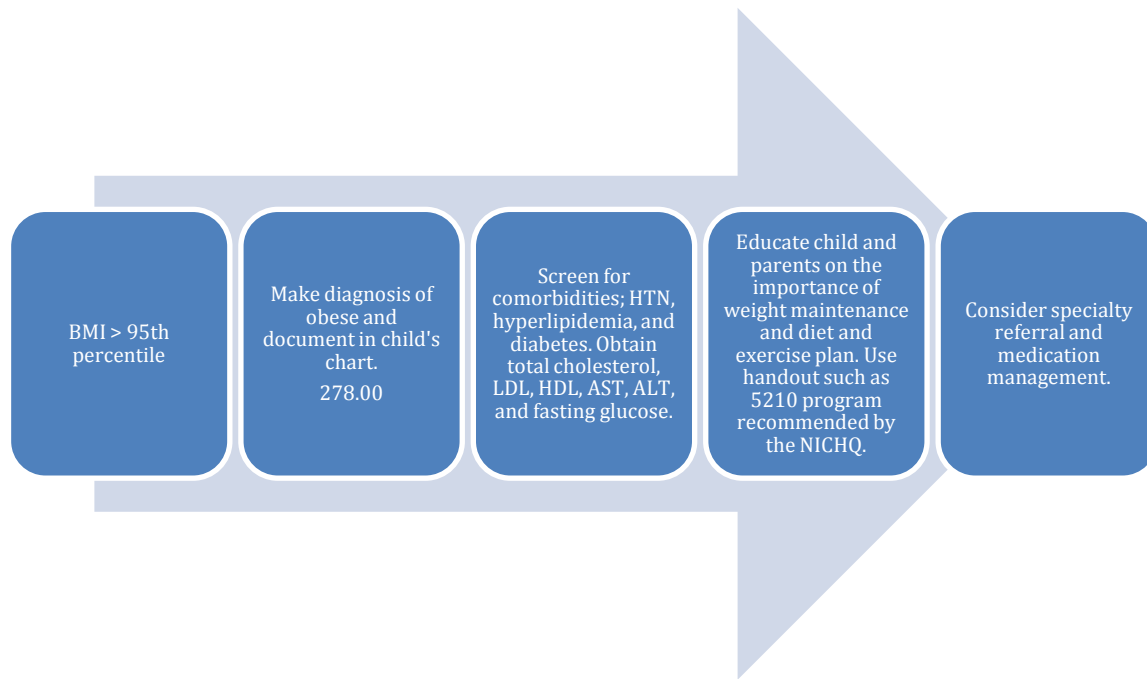 BMI > 95th
percentile
Make diagnosis of
obese and
document in child's
chart.
278.00
Screen for
comorbidities; HTN,
hyperlipidemia, and
diabetes. Obtain
total cholesterol,
LDL, HDL, AST, ALT,
and fasting glucose.
Educate child and
parents on the
importance of
weight maintenance
and diet and
exercise plan. Use
handout such as
5210 program
recommended by
the NICHQ.
Consider specialty
referral and
medication
management.